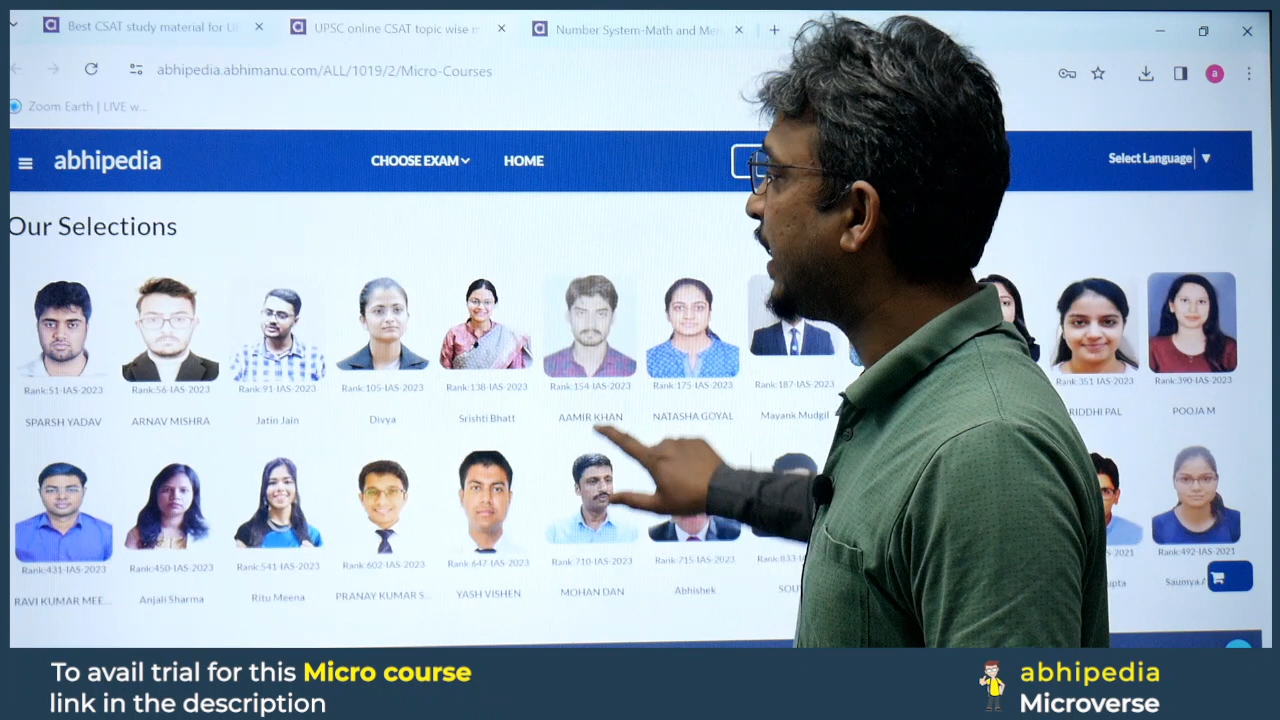 Best CSAT study material for U
UPSC online CSAT topic wise m
Number System-Math and Me
abhipedia.abhimanu.com/ALL/1019/2/Micro-Courses
a
Zoom Earth | LIVE w...
abhipedia
CHOOSE EXAM
HOME
Select Language
Our Selections
Rank:51-IAS-2023
Rank:56-IAS-2023
Rank:91-IAS-2023
Rank:105-IAS-2023
Rank:138-IAS-2023
Rank:154-IAS-2023
Rank:175-IAS-2023
Rank:187-IAS-2023
Rank:351 IAS-2023
Rank:390-IAS-2023
SPARSH YADAV
ARNAV MISHRA
Jatin Jain
Divya
Srishti Bhatt
AAMIR KHAN
NATASHA GOYAL
Mayank Mudgil
RIDDHI PAL
POOJA M
Rank:431-IAS-2023
Rank:450-IAS-2023
Rank:541-IAS-2023
Rank:602-IAS-2023
Rank:647-IAS-2023
Rank:710-IAS-2023
Rank:715-IAS-2023
Rank:833-IA
S-2021
Rank:492-IAS-2021
RAVI KUMAR MEE...
Anjali Sharma
Ritu Meena
PRANAY KUMAR S...
YASH VISHEN
MOHAN DAN
Abhishek
SOU
upta
Saumya
To avail trial for this Micro course
link in the description
abhipedia
Microverse